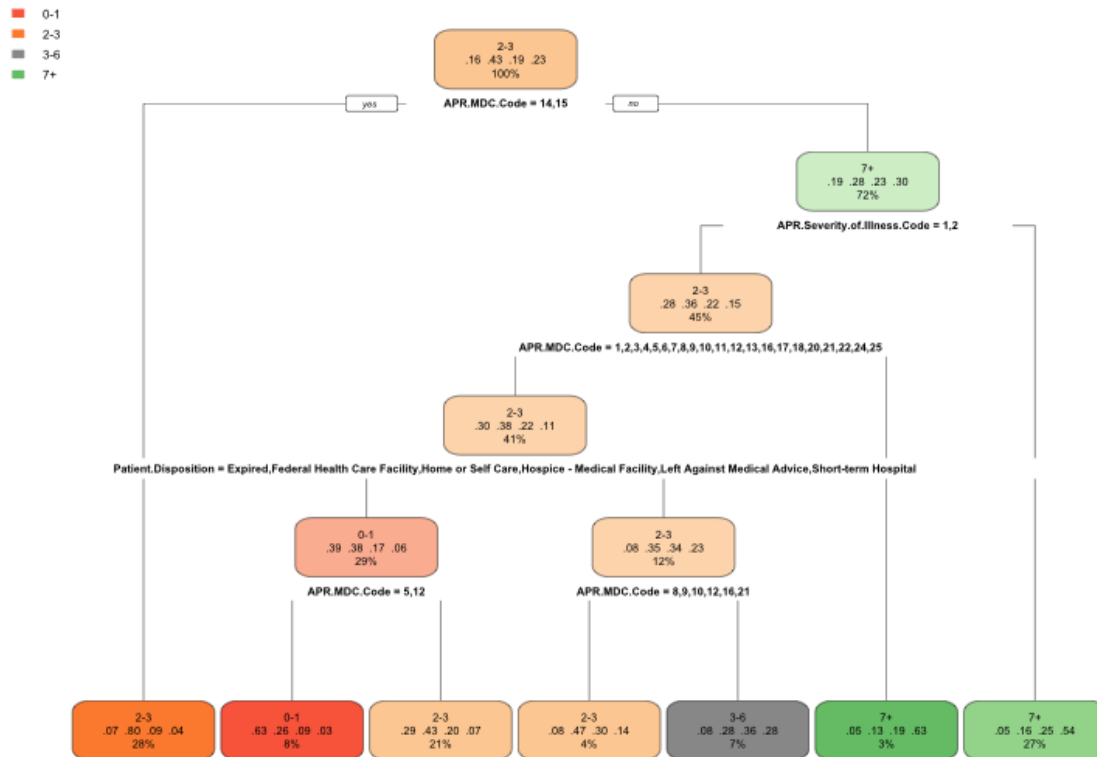 0-1
2-3
3-6
7+
2-3
.16 .43 .19 .23
100%
yes
APR.MDC.Code = 14,15
no
7+
.19 .28 .23 .30
72%
APR.Severity.of.Illness.Code = 1,2
2-3
.28 .36 .22 .15
45%
APR.MDC.Code = 1,2,3,4,5,6,7,8,9,10,11,12,13,16,17,18,20,21,22,24,25
2-3
.30 .38 .22 .11
41%
Patient.Disposition = Expired,Federal Health Care Facility,Home or Self Care,Hospice - Medical Facility,Left Against Medical Advice,Short-term Hospital
0-1
.39 .38 .17 .06
29%
2-3
.08 .35 .34 .23
12%
APR.MDC.Code = 5,12
APR.MDC.Code = 8,9,10,12,16,21
2-3
.07 .80 .09 .04
28%
0-1
.63 .26 .09 .03
8%
2-3
.29 .43 .20 .07
21%
2-3
.08 .47 .30 .14
4%
3-6
.08 .28 .36 .28
7%
7+
.05 .13 .19 .63
3%
7+
.05 .16 .25 .54
27%